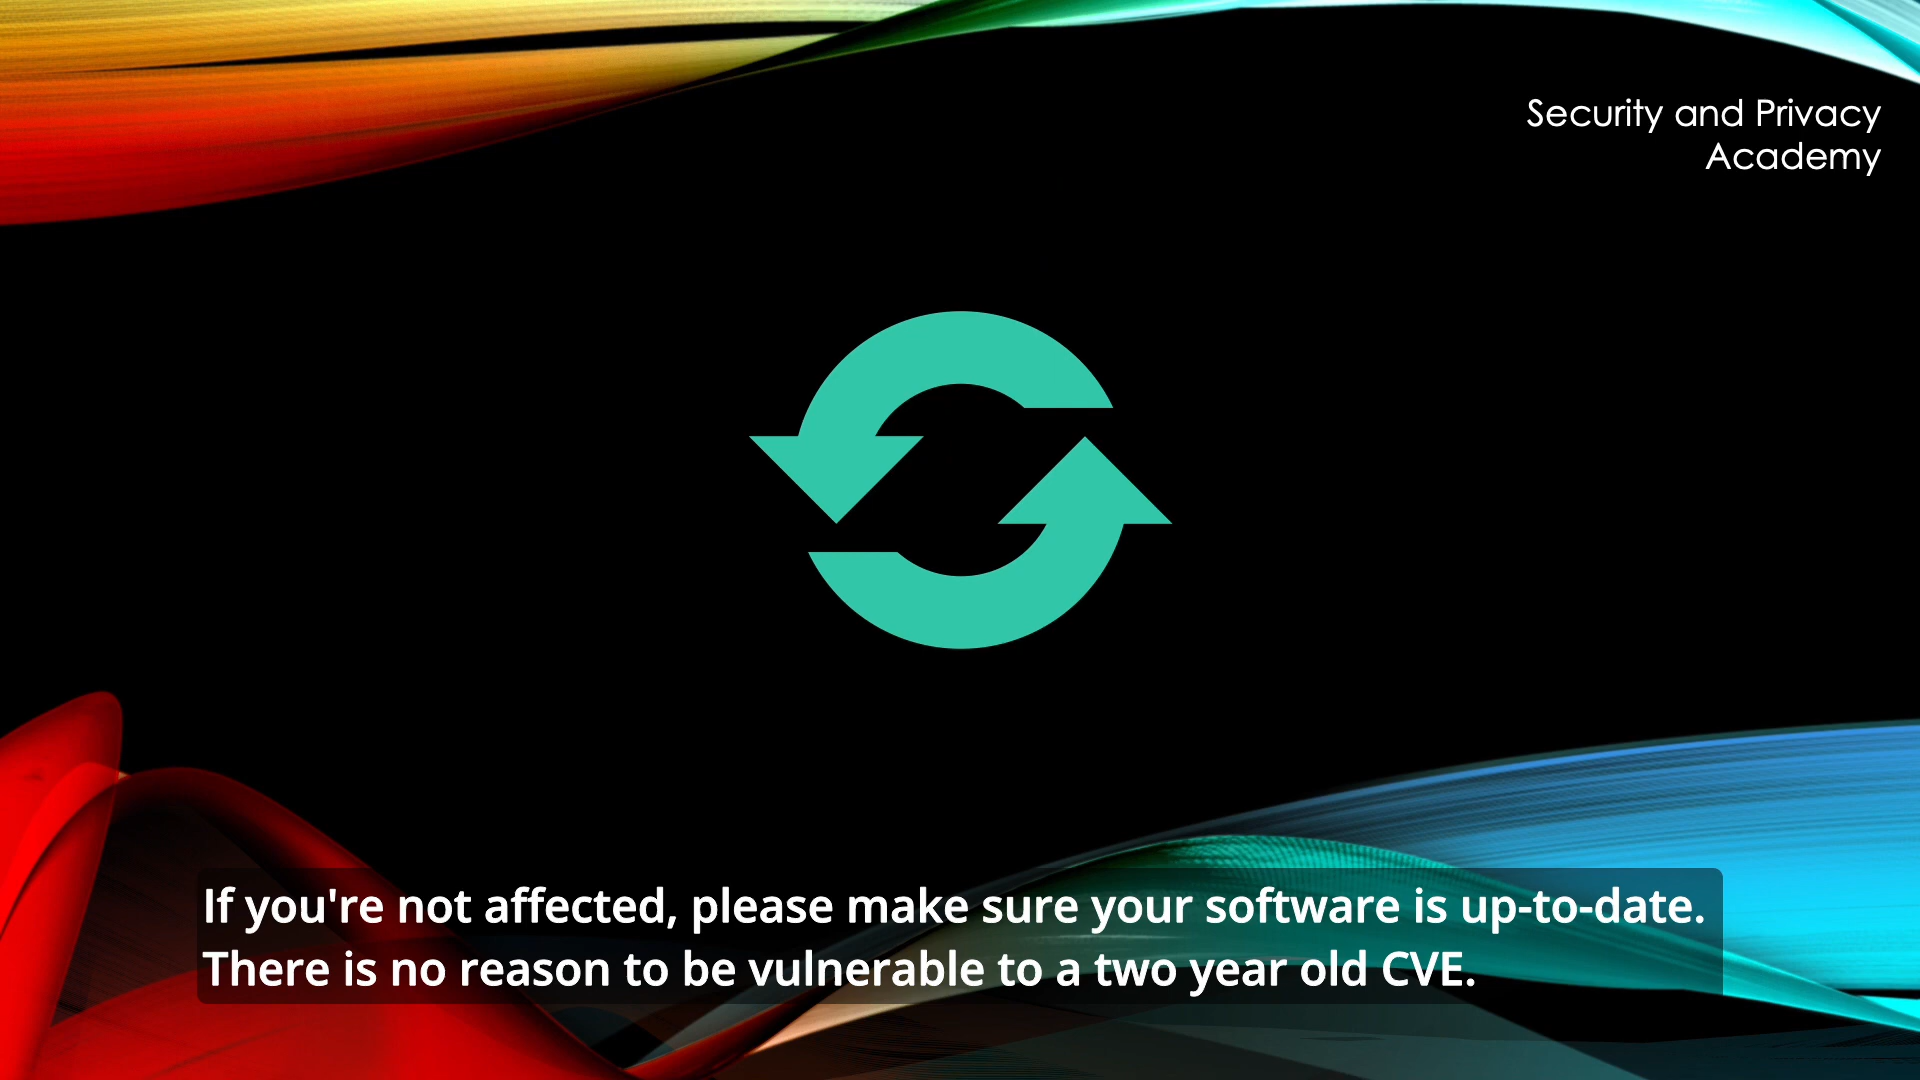 Security and Privacy
Academy
If you're not affected, please make sure your software is up-to-date.
There is no reason to be vulnerable to a two year old CVE.